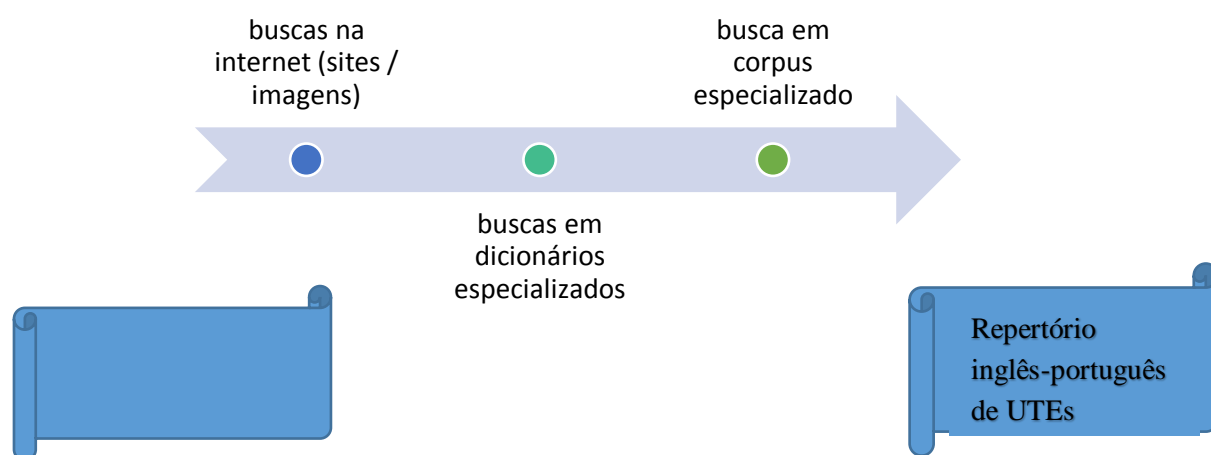 buscas na
internet (sites /
imagens)
busca em
corpus
especializado
buscas em
dicionários
especializados
Repertório
inglês-português
de UTEs